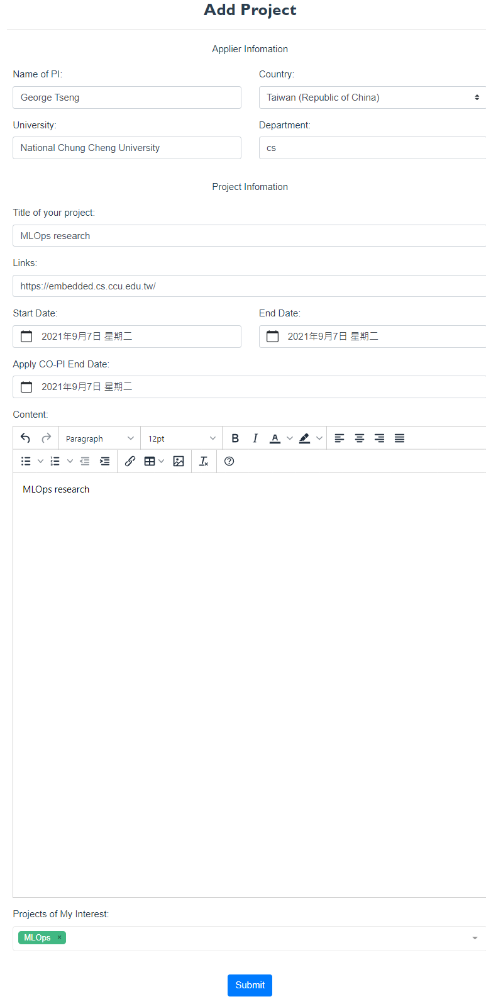 Add Project
Applier Infomation
Name of PI:
Country:
George Tseng
Taiwan (Republic of China)
University:
Department:
National Chung Cheng University
cs
Project Infomation
Title of your project:
MLOps research
Links:
https://embedded.cs.ccu.edu.tw/
Start Date:
End Date:
2021年9月7日 星期二
2021年9月7日 星期二
Apply CO-PI End Date:
2021年9月7日 星期二
Content:
Paragraph
12pt
MLOps research
Projects of My Interest:
MLOps ×
Submit